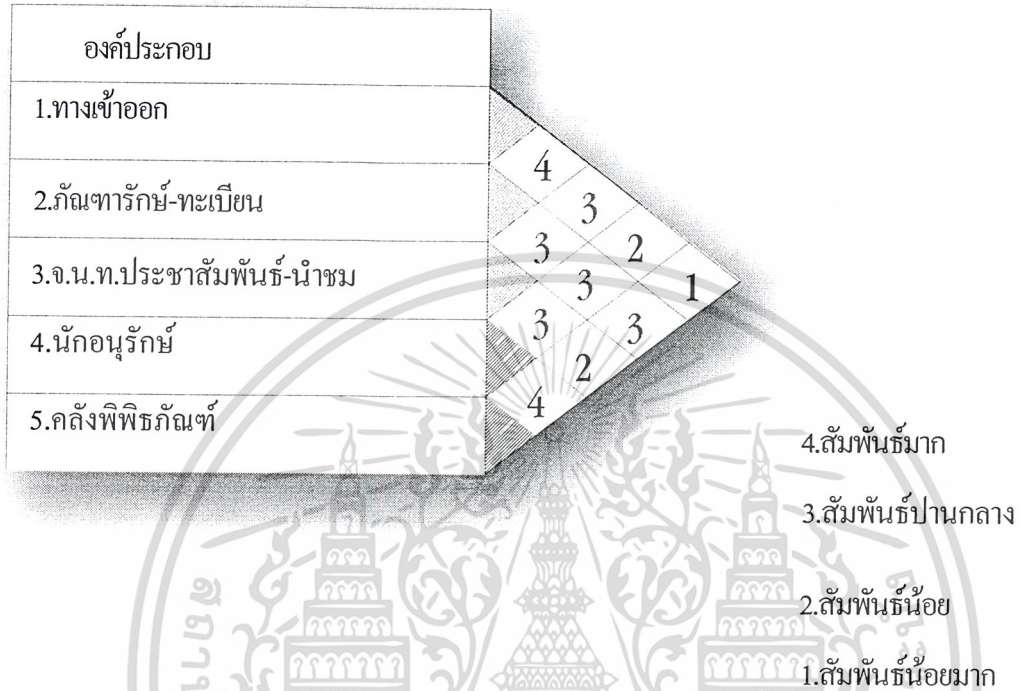 องค์ประกอบ
1.ทางเข้าออก
2.ภัณฑารักษ์-ทะเบียน
3.จ.น.ท.ประชาสัมพันธ์-นำชม
4.นักอนุรักษ์
5.คลังพิพิธภัณฑ์
4
3
3 2
3 1
3 3
2
4
4.สัมพันธ์มาก
3.สัมพันธ์ปานกลาง
2.สัมพันธ์น้อย
1.สัมพันธ์น้อยมาก